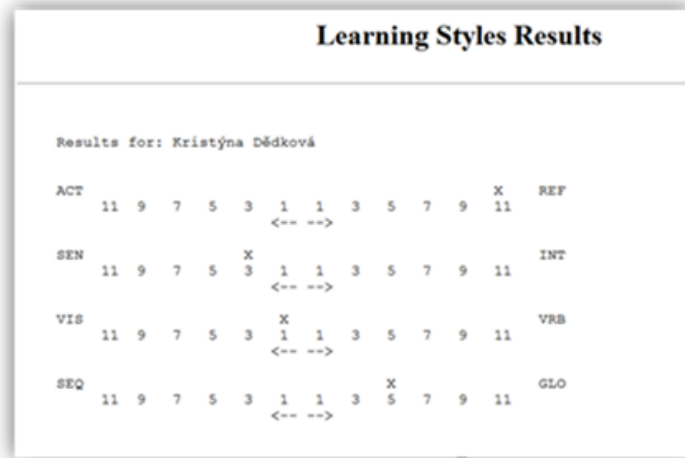 Learning Styles Results
Results for: Kristýna Dědková
ACT X REF
11 9 7 5 3 1 1 3 5 7 9 11
<-- -->
SEN X INT
11 9 7 5 3 1 1 3 5 7 9 11
<-- -->
VIS X VRB
11 9 7 5 3 1 1 3 5 7 9 11
<-- -->
SEQ X GLO
11 9 7 5 3 1 1 3 5 7 9 11
<-- -->